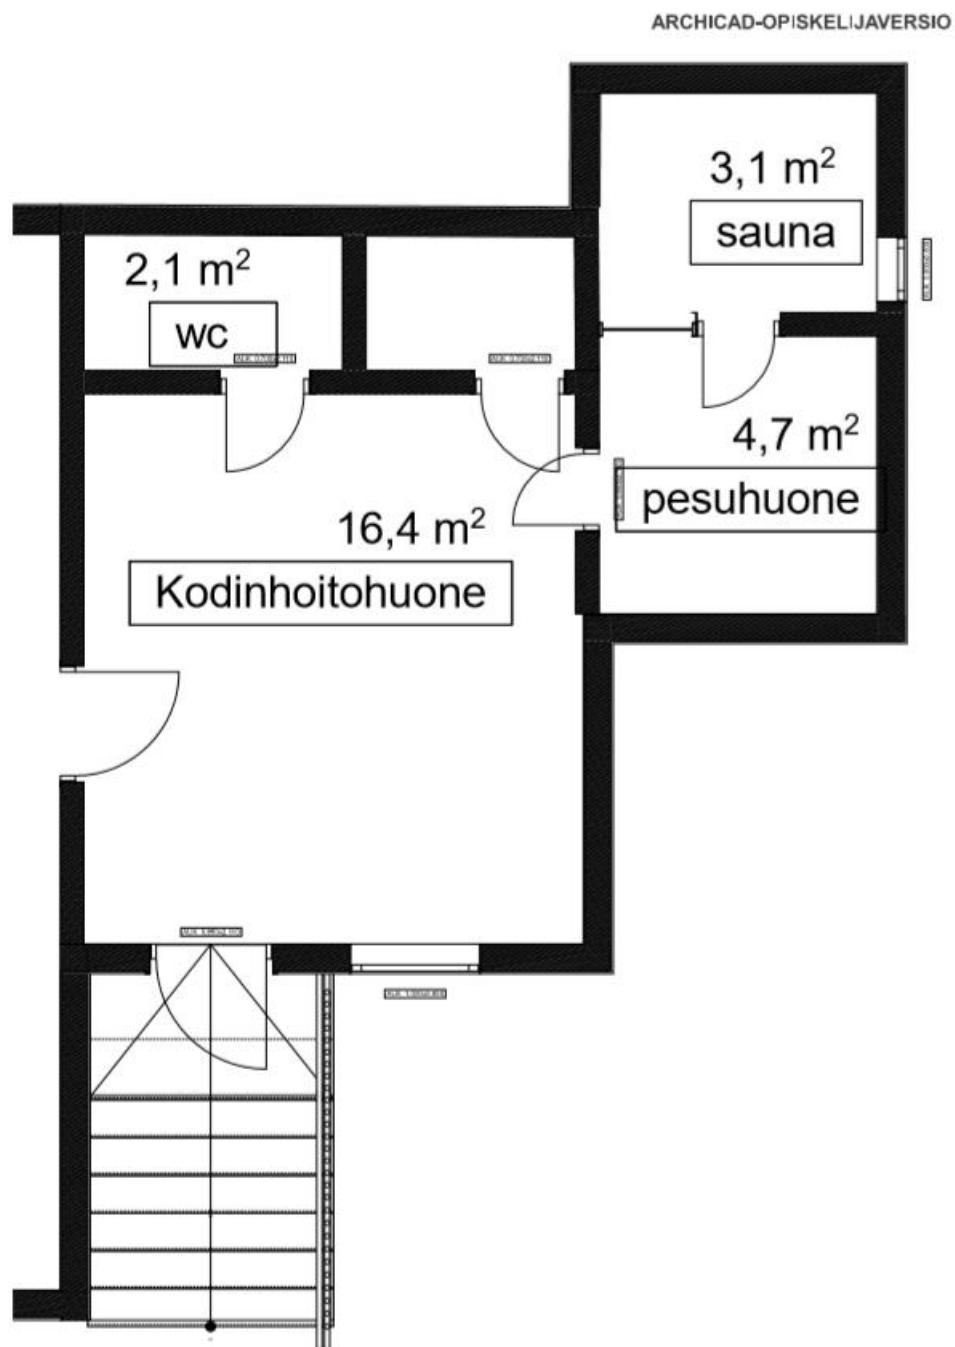 ARCHICAD-OPISKELIJAVERSIO
3,1 m²
sauna
2,1 m²
wc
4,7 m²
pesuhuone
16,4 m²
Kodinhoitohuone